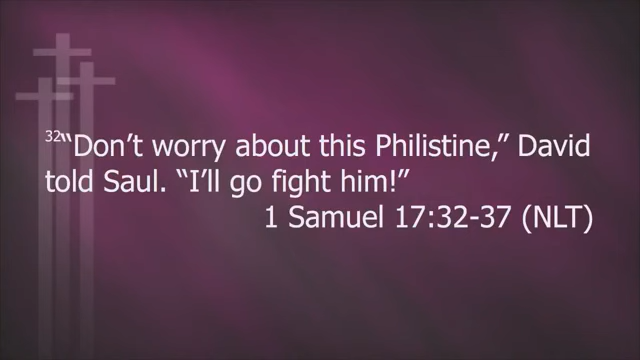 32“Don’t worry about this Philistine,” David
told Saul. “I’ll go fight him!”
1 Samuel 17:32-37 (NLT)